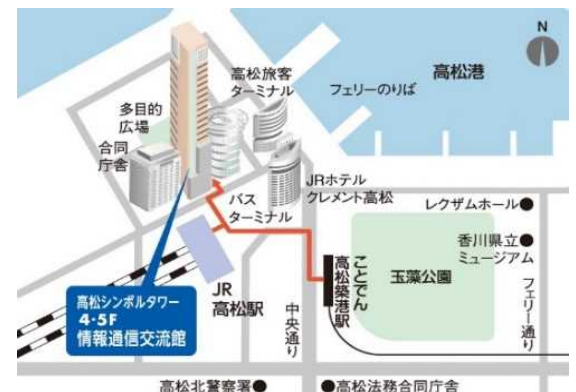 N
高松港
高松旅客
ターミナル
フェリーのりば
多目的
広場
合同
庁舎
JRホテル
クレメント高松
バス
ターミナル
レクザムホール
香川県立
ミュージアム
玉藻公園
ことでん
高松築港駅
JR
高松駅
中央通り
フェリー通り
高松シンボルタワー
4・5F
情報通信交流館
高松北警察署
高松法務合同庁舎